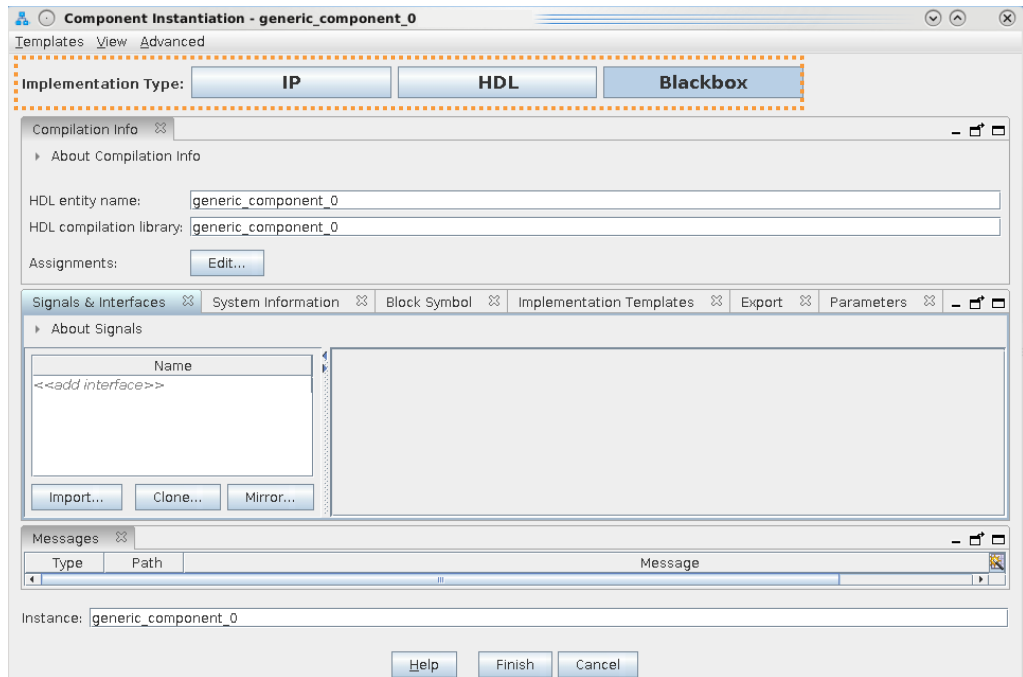 Component Instantiation - generic_component_0
Templates View Advanced
Implementation Type: IP HDL Blackbox
Compilation Info
About Compilation Info
HDL entity name: generic_component_0
HDL compilation library: generic_component_0
Assignments: Edit...
Signals & Interfaces System Information Block Symbol Implementation Templates Export Parameters
About Signals
Name
<<add interface>>
Import... Clone... Mirror...
Messages
Type Path Message
Instance: generic_component_0
Help Finish Cancel